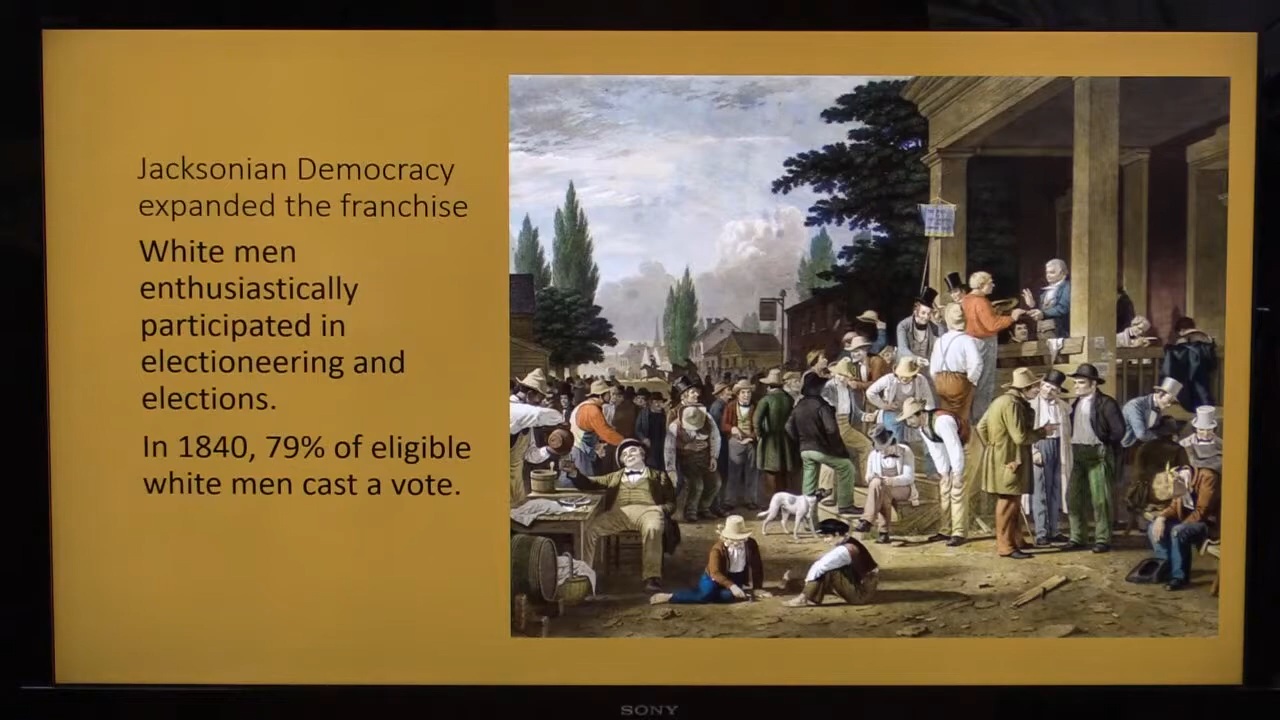 Jacksonian Democracy
expanded the franchise
White men
enthusiastically
participated in
electioneering and
elections.
In 1840, 79% of eligible
white men cast a vote.
SONY